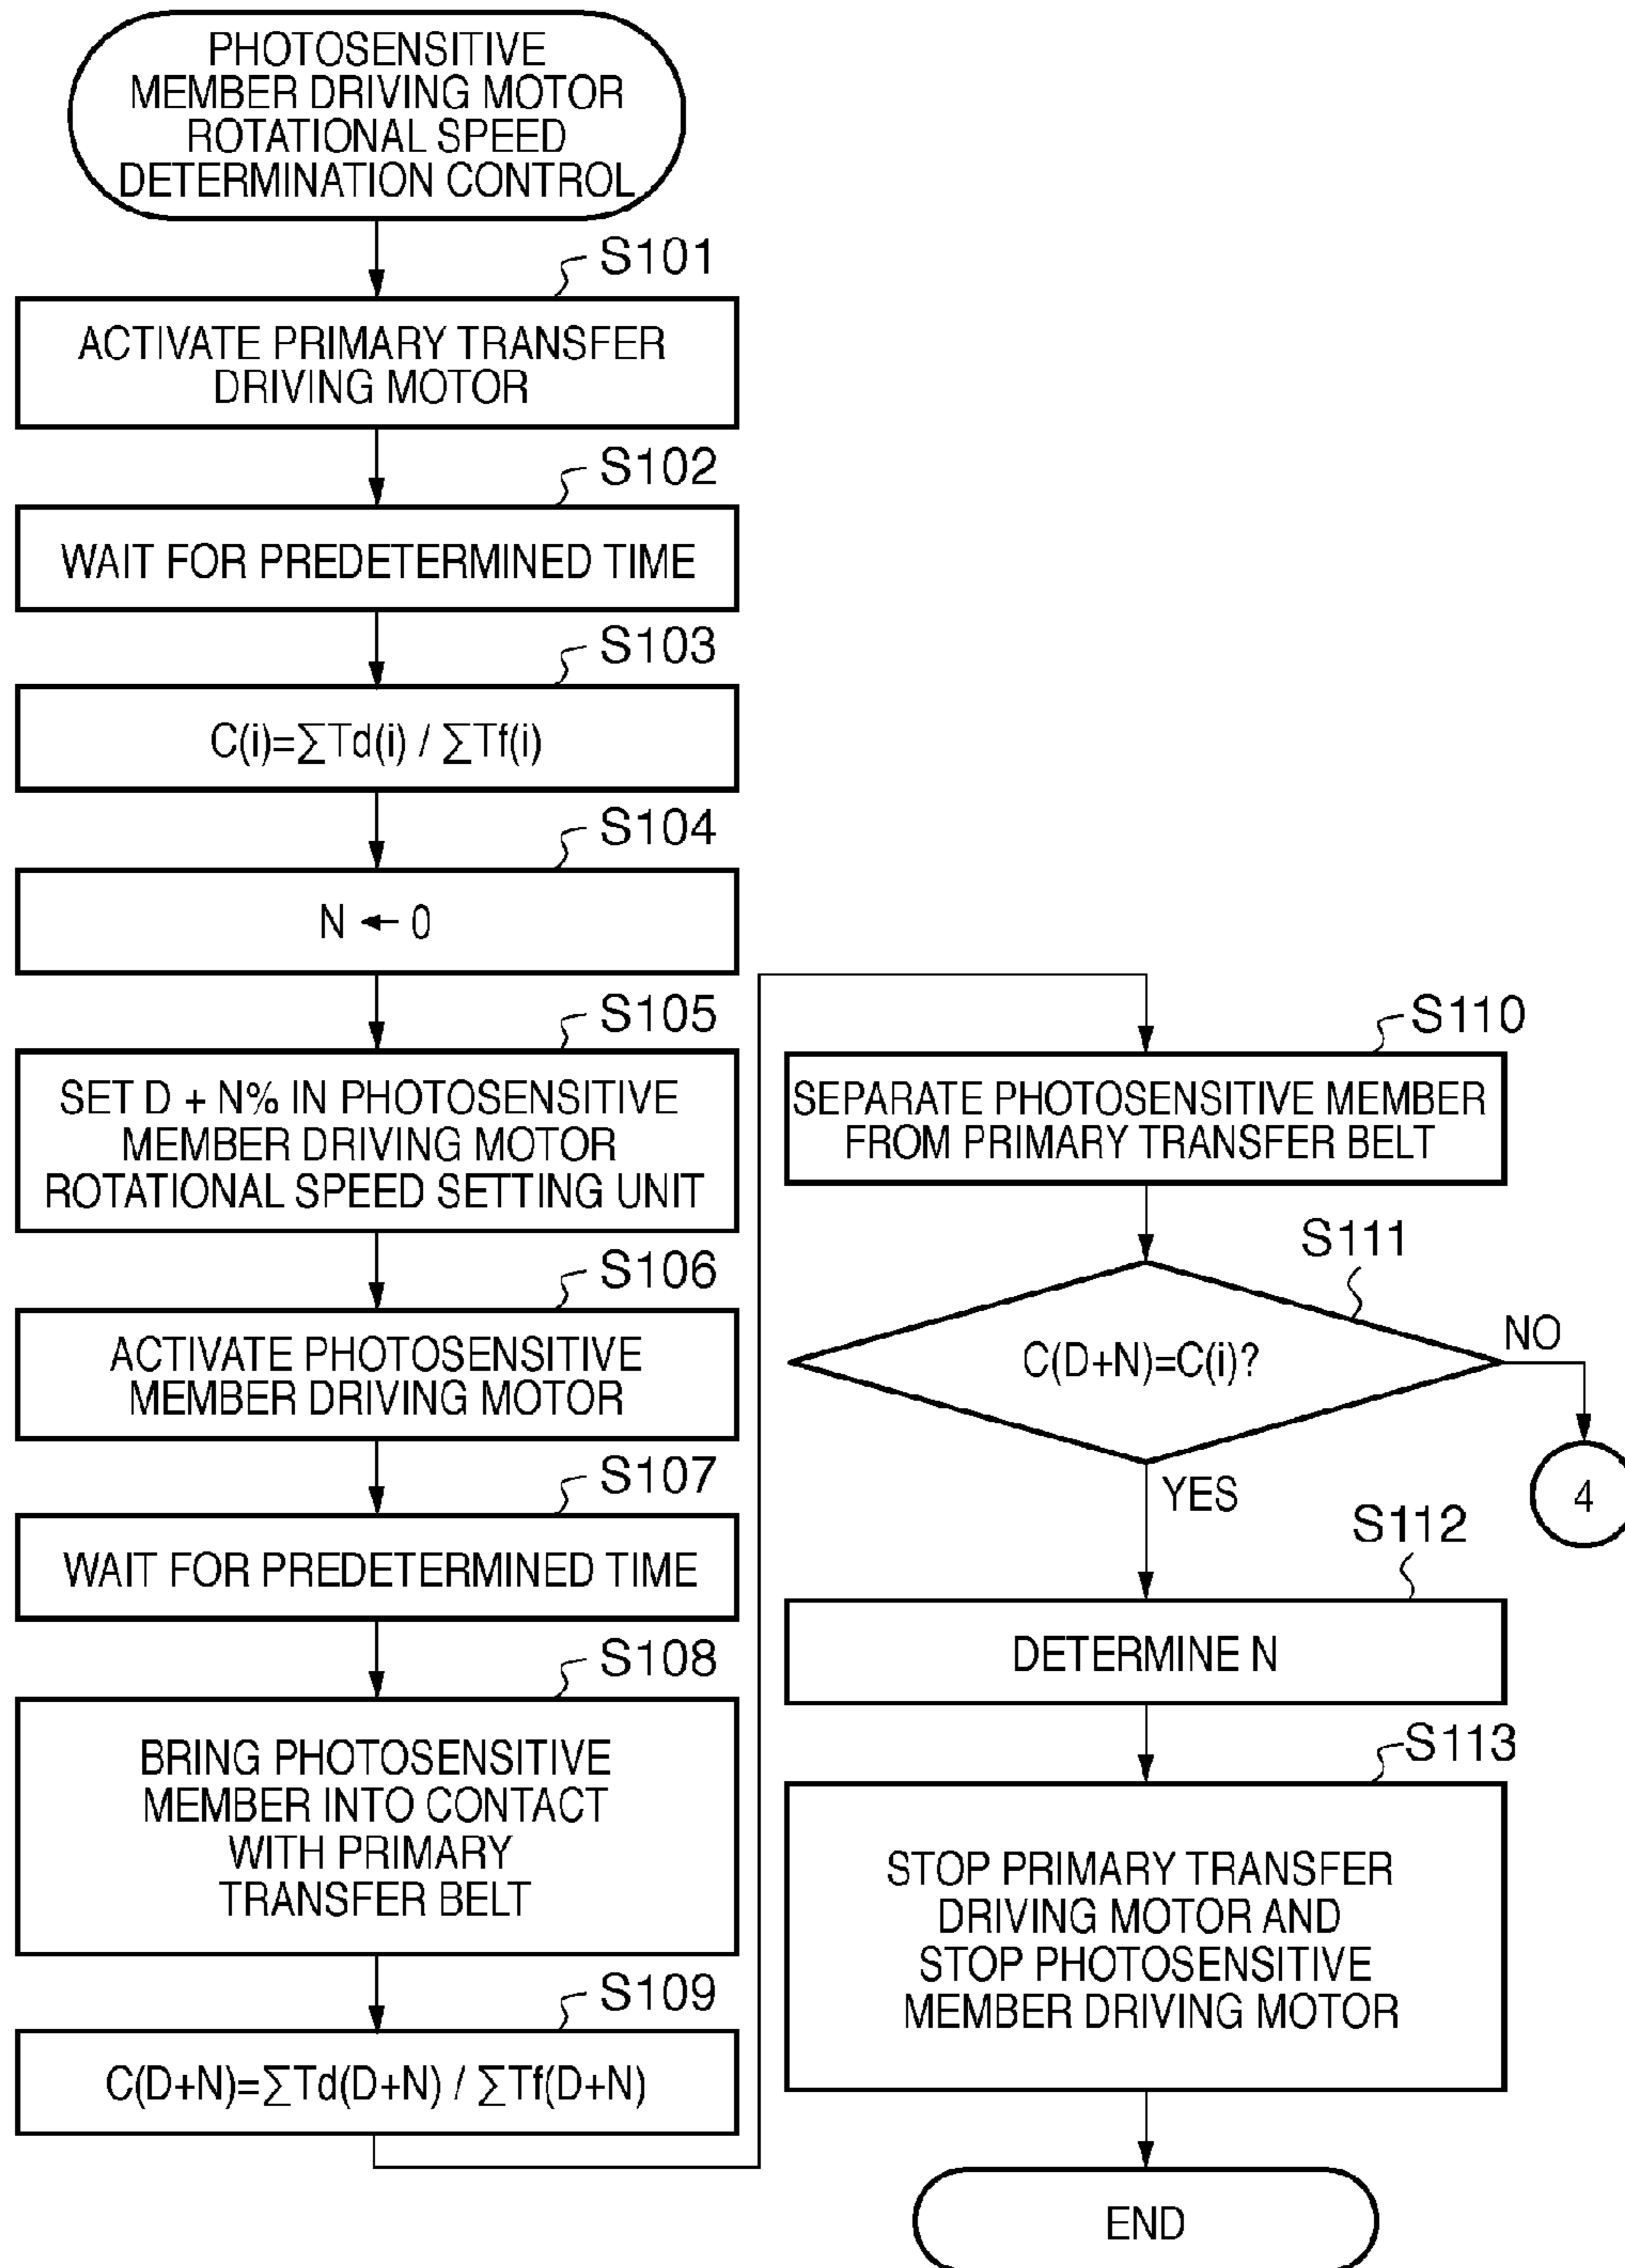 PHOTOSENSITIVE
MEMBER DRIVING MOTOR
ROTATIONAL SPEED
DETERMINATION CONTROL
S101
ACTIVATE PRIMARY TRANSFER
DRIVING MOTOR
S102
WAIT FOR PREDETERMINED TIME
S103
C(i)=∑Td(i) / ∑Tf(i)
S104
N ← 0
S105
SET D + N% IN PHOTOSENSITIVE
MEMBER DRIVING MOTOR
ROTATIONAL SPEED SETTING UNIT
S106
ACTIVATE PHOTOSENSITIVE
MEMBER DRIVING MOTOR
S107
WAIT FOR PREDETERMINED TIME
S108
BRING PHOTOSENSITIVE
MEMBER INTO CONTACT
WITH PRIMARY
TRANSFER BELT
S109
C(D+N)=∑Td(D+N) / ∑Tf(D+N)
S110
SEPARATE PHOTOSENSITIVE MEMBER
FROM PRIMARY TRANSFER BELT
S111
C(D+N)=C(i)?
NO
4
YES
S112
DETERMINE N
S113
STOP PRIMARY TRANSFER
DRIVING MOTOR AND
STOP PHOTOSENSITIVE
MEMBER DRIVING MOTOR
END